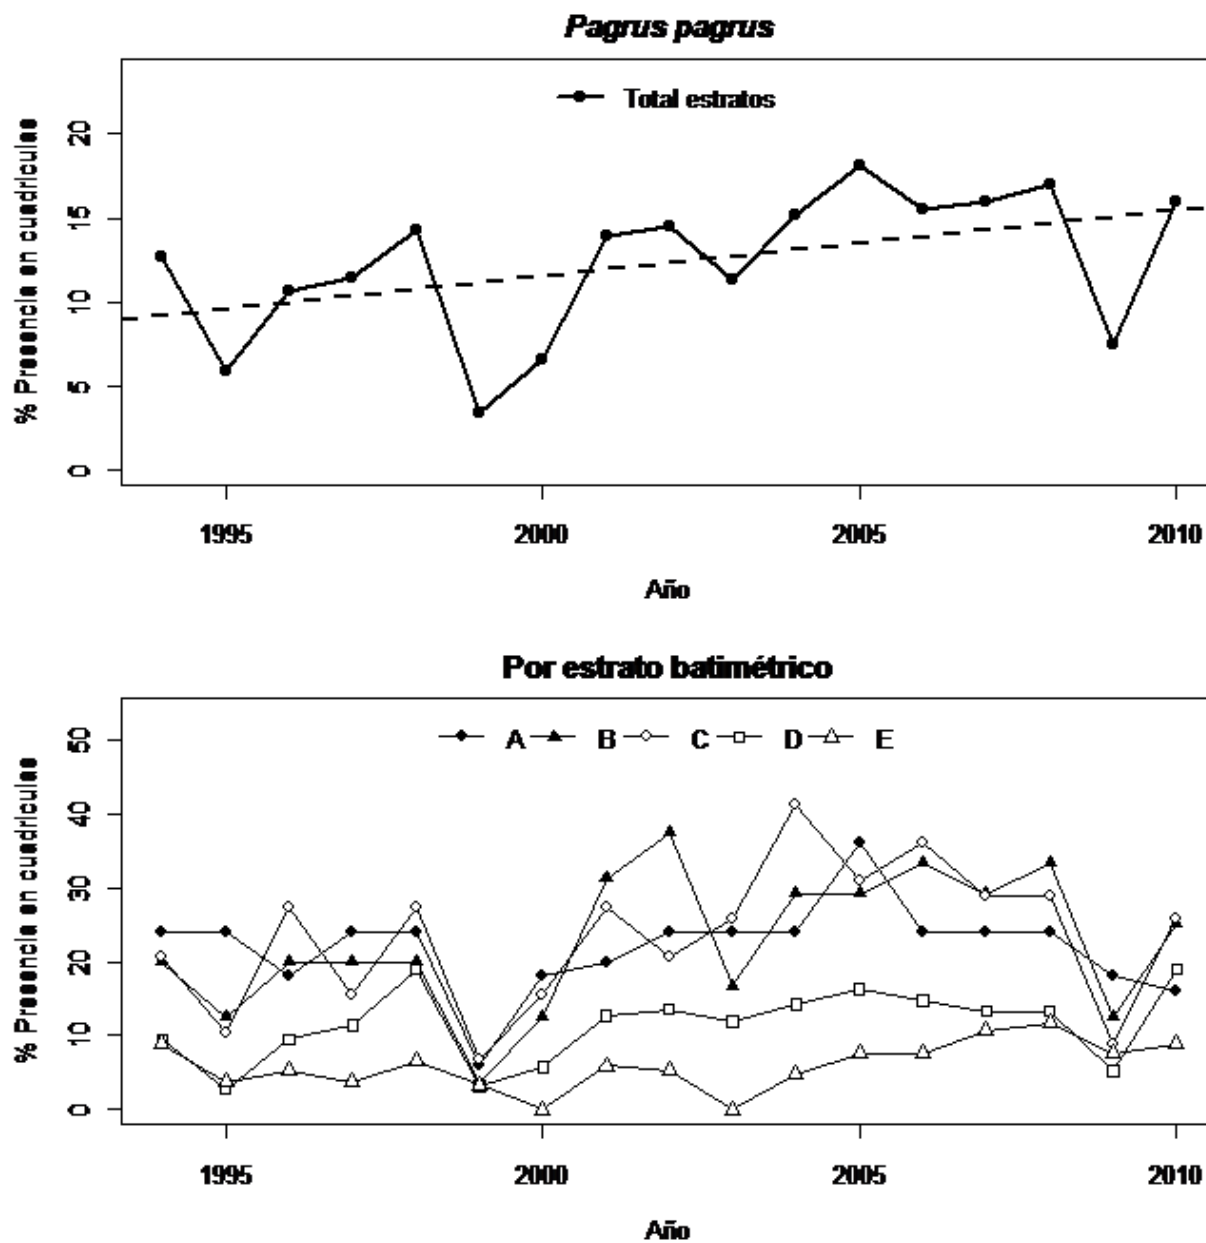 Pagrus pagrus
Total estratos
% Presencia en cuadrículas
20
15
10
5
0
1995 2000 2005 2010
Año
Por estrato batimétrico
A B C D E
% Presencia en cuadrículas
50
40
30
20
10
0
1995 2000 2005 2010
Año